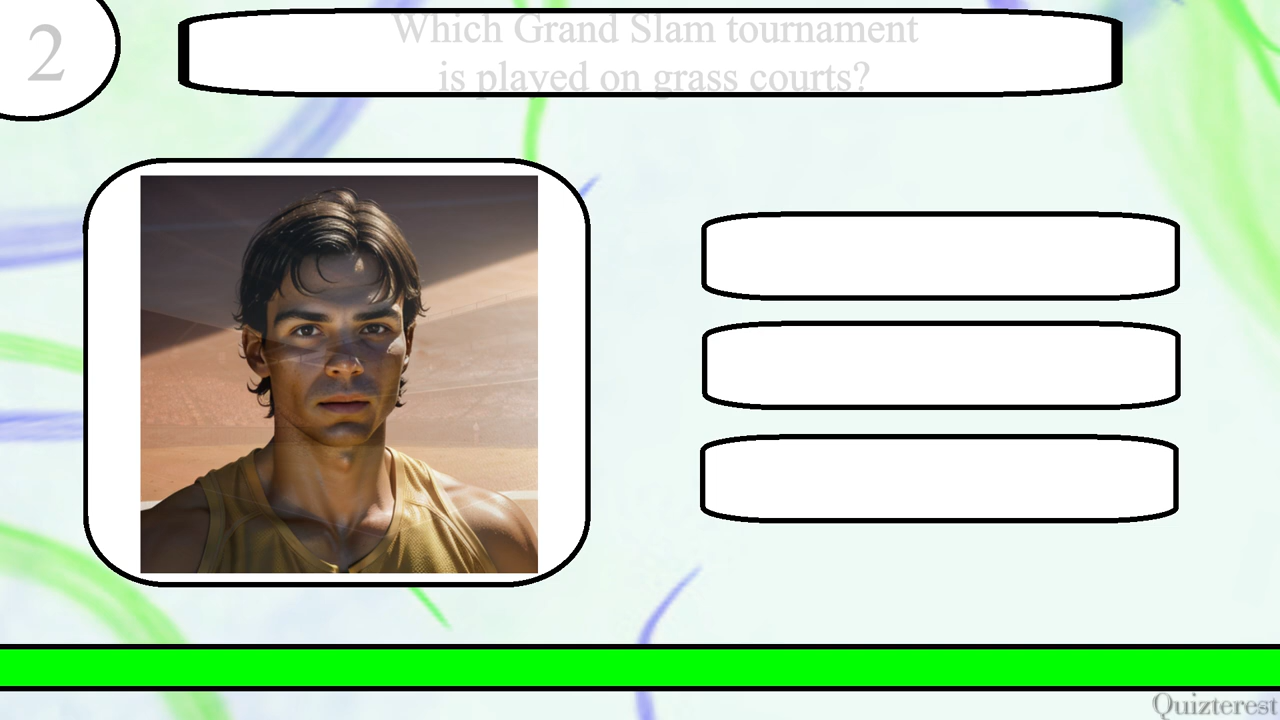 2
Which Grand Slam tournament
is played on grass courts?
Quizterest